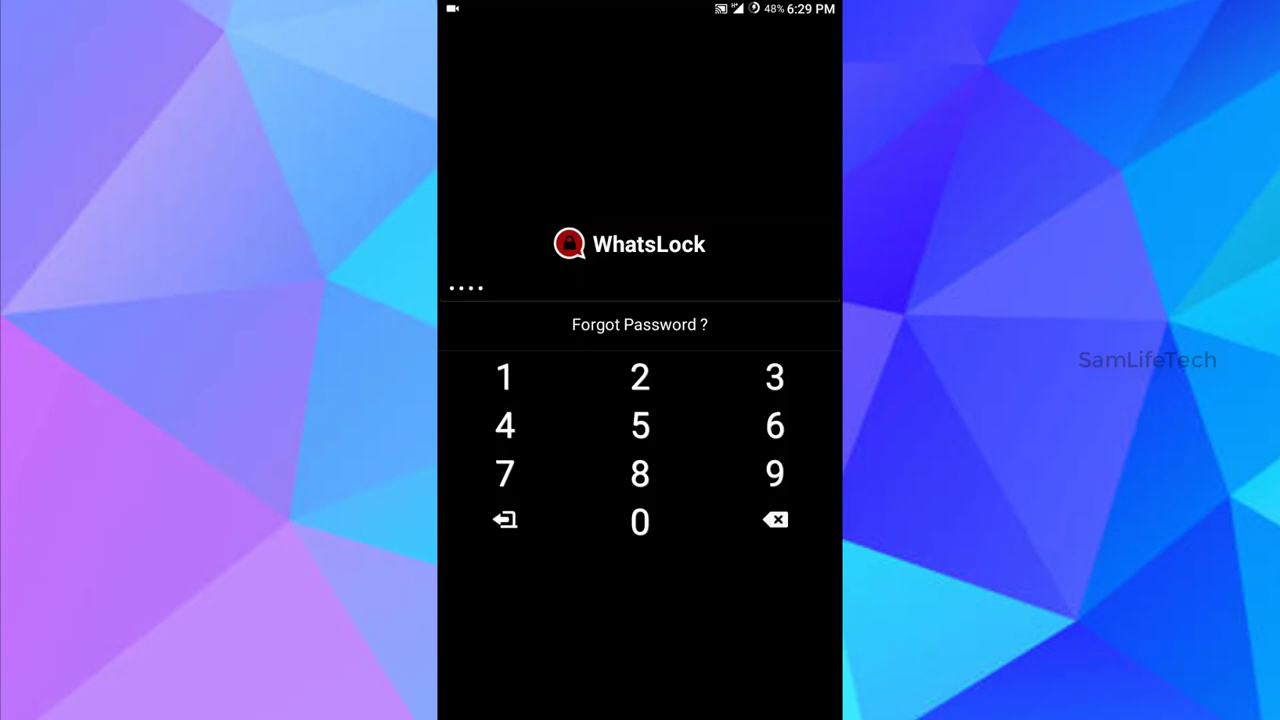 48% 6:29 PM
WhatsLock
....
Forgot Password ?
1 2 3
SamLifeTech
4 5 6
7 8 9
0